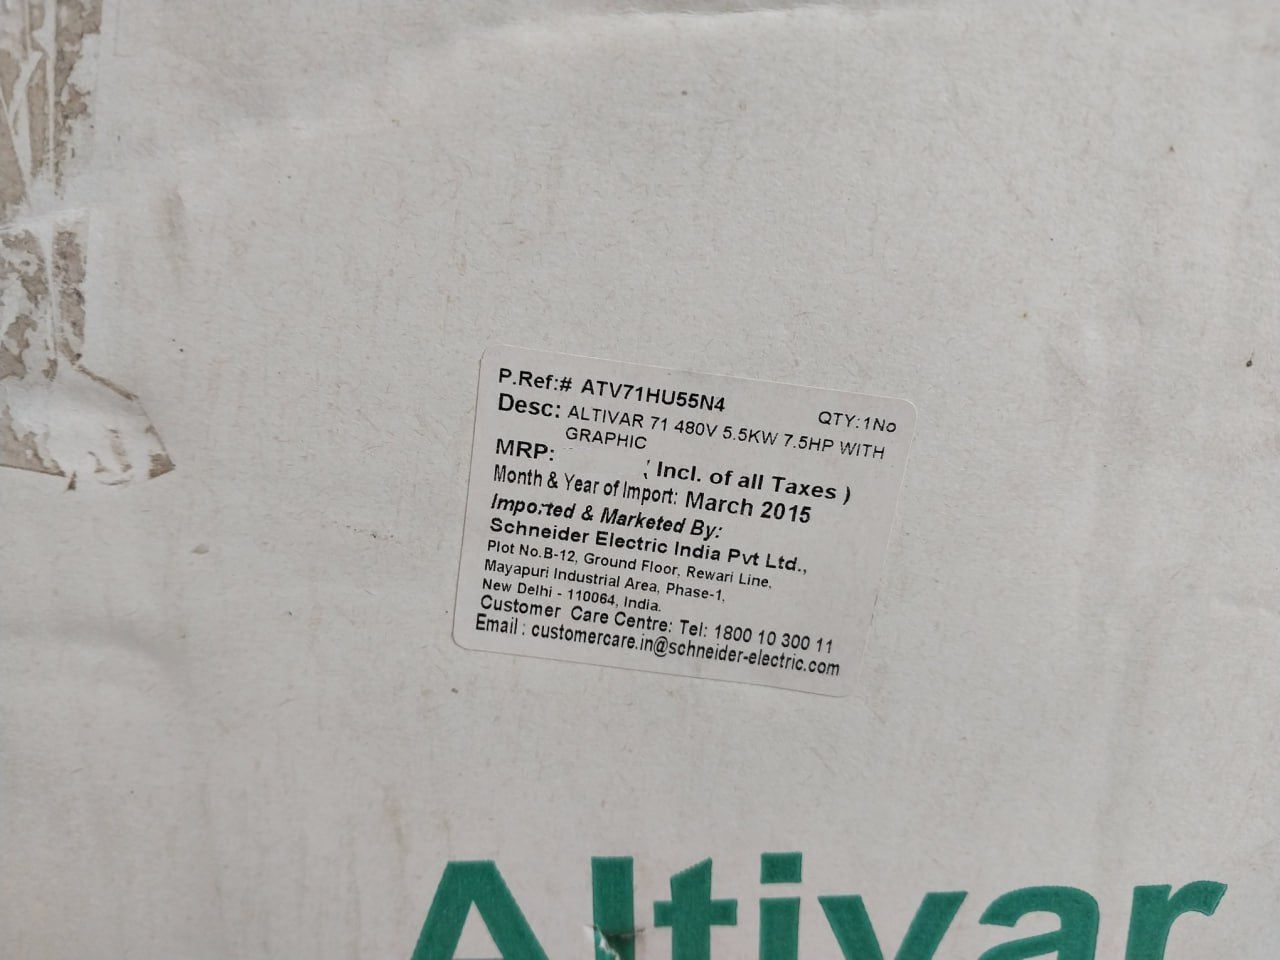 P.Ref:# ATV71HU55N4 QTY:1No
Desc: ALTIVAR 71 480V 5.5KW 7.5HP WITH
GRAPHIC
MRP: ( Incl. of all Taxes )
Month & Year of Import: March 2015
Imported & Marketed By:
Schneider Electric India Pvt Ltd.,
Plot No.B-12, Ground Floor, Rewari Line,
Mayapuri Industrial Area, Phase-1,
New Delhi - 110064, India.
Customer Care Centre: Tel: 1800 10 300 11
Email : customercare.in@schneider-electric.com
Altivar